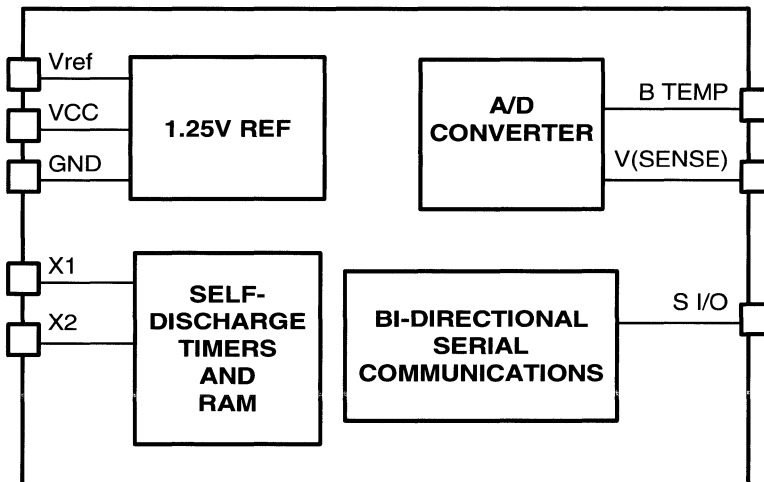 Vref
VCC
GND
1.25V REF
A/D
CONVERTER
B TEMP
V(SENSE)
X1
X2
SELF-
DISCHARGE
TIMERS
AND
RAM
BI-DIRECTIONAL
SERIAL
COMMUNICATIONS
S I/O